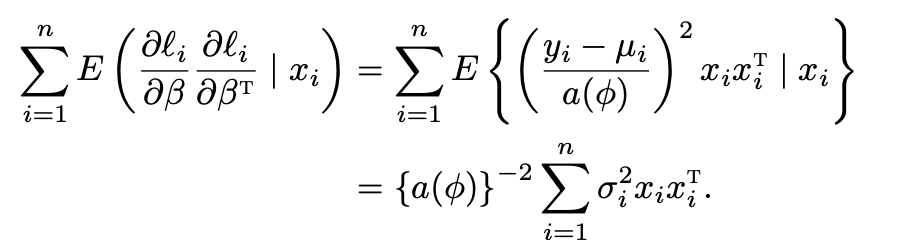 $$\sum_{i=1}^{n} E\left(\frac{\partial \ell_i}{\partial \beta} \frac{\partial \ell_i}{\partial \beta^{\mathrm{T}}} \mid x_i\right) = \sum_{i=1}^{n} E\left\{\left(\frac{y_i - \mu_i}{a(\phi)}\right)^2 x_i x_i^{\mathrm{T}} \mid x_i\right\}$$
$$= \{a(\phi)\}^{-2} \sum_{i=1}^{n} \sigma_i^2 x_i x_i^{\mathrm{T}}.$$